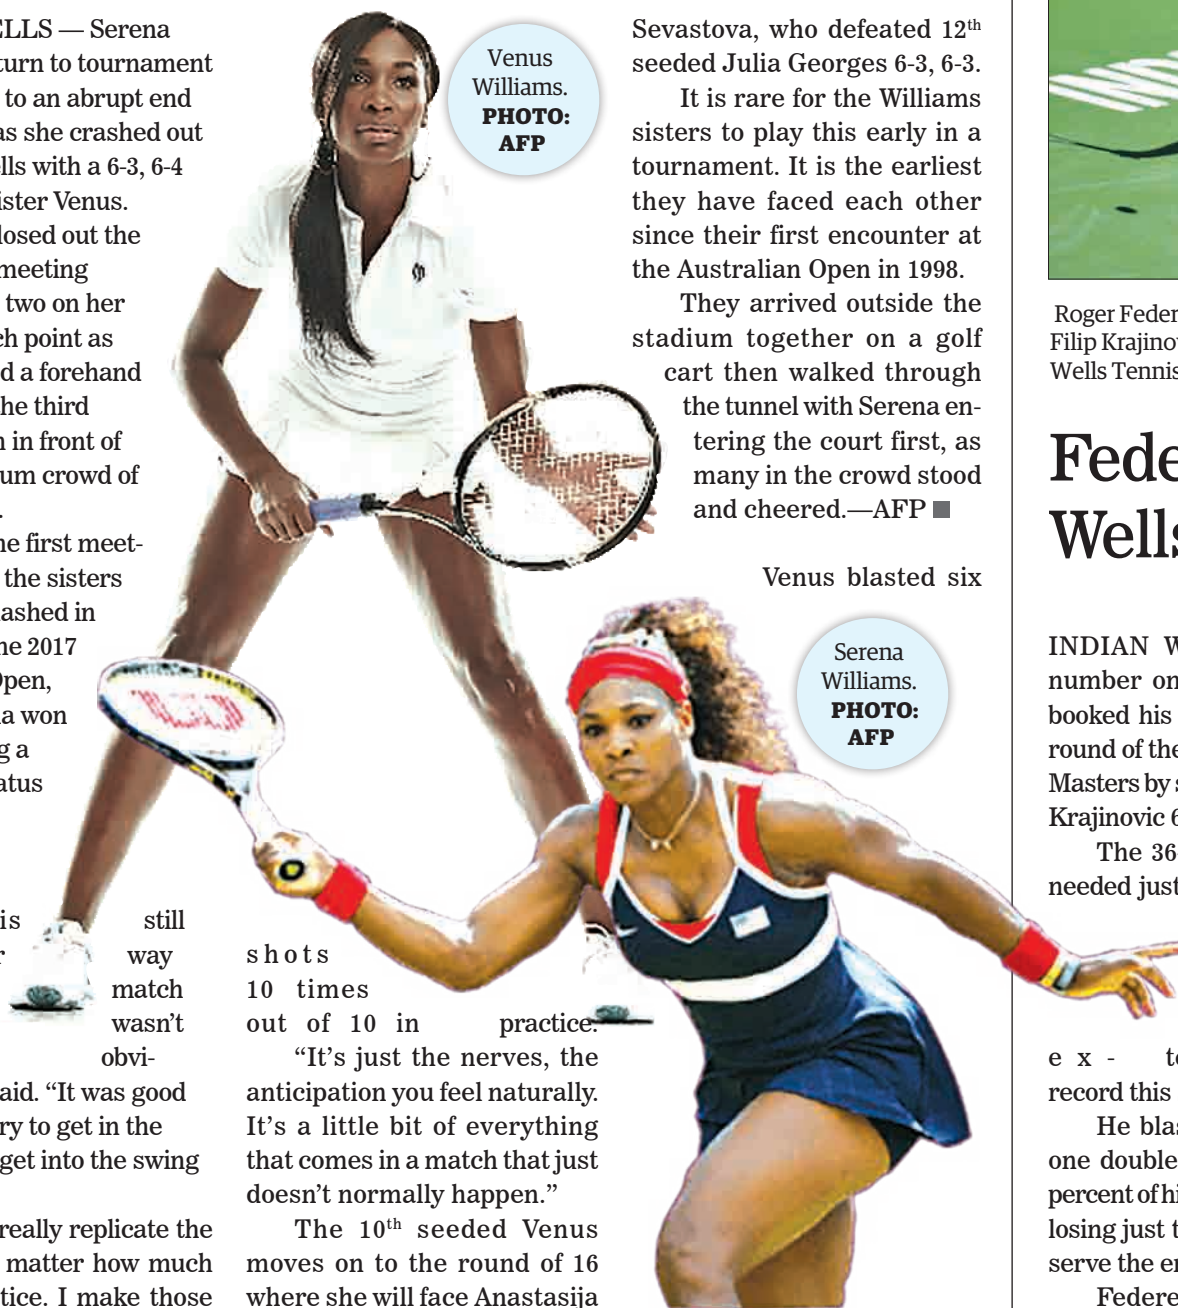 ELLS — Serena
turn to tournament
to an abrupt end
as she crashed out
ells with a 6-3, 6-4
ister Venus.
losed out the
meeting
two on her
ch point as
d a forehand
he third
n in front of
um crowd of
.
he first meet-
the sisters
lashed in
he 2017
Open,
na won
g a
atus
is still
r way
match
wasn't
obvi-
aid. “It was good
ry to get in the
get into the swing
really replicate the
matter how much
tice. I make those
Venus
Williams.
PHOTO:
AFP
shots
10 times
out of 10 in practice.
“It's just the nerves, the
anticipation you feel naturally.
It's a little bit of everything
that comes in a match that just
doesn't normally happen.”
The 10th seeded Venus
moves on to the round of 16
where she will face Anastasija
Sevastova, who defeated 12th
seeded Julia Georges 6-3, 6-3.
It is rare for the Williams
sisters to play this early in a
tournament. It is the earliest
they have faced each other
since their first encounter at
the Australian Open in 1998.
They arrived outside the
stadium together on a golf
cart then walked through
the tunnel with Serena en-
tering the court first, as
many in the crowd stood
and cheered.—AFP ■
Venus blasted six
Serena
Williams.
PHOTO:
AFP
Roger Feder
Filip Krajinov
Wells Tennis
Fede
Wells
INDIAN W
number on
booked his
round of the
Masters by s
Krajinovic 6
The 36-
needed just
ex- to
record this
He blas
one double
percent of hi
losing just t
serve the en
Federe